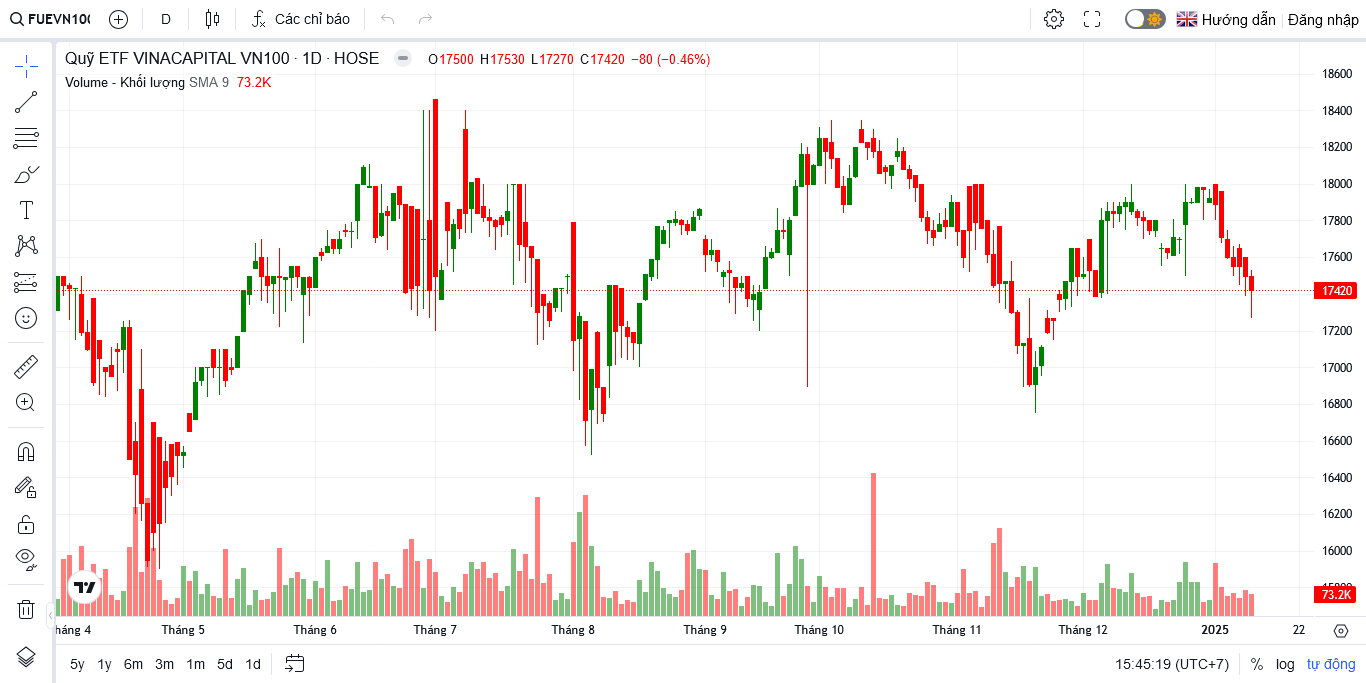 FUEVN100
D
Các chỉ báo
Hướng dẫn
Đăng nhập
Quỹ ETF VINACAPITAL VN100 · 1D · HOSE
O17500 H17530 L17270 C17420 −80 (−0.46%)
Volume - Khối lượng SMA 9 73.2K
18600
18400
18200
18000
17800
17600
17420
17200
17000
16800
16600
16400
16200
16000
15800
73.2K
háng 4 Tháng 5 Tháng 6 Tháng 7 Tháng 8 Tháng 9 Tháng 10 Tháng 11 Tháng 12 2025 22
5y 1y 6m 3m 1m 5d 1d
15:45:19 (UTC+7) % log tự động